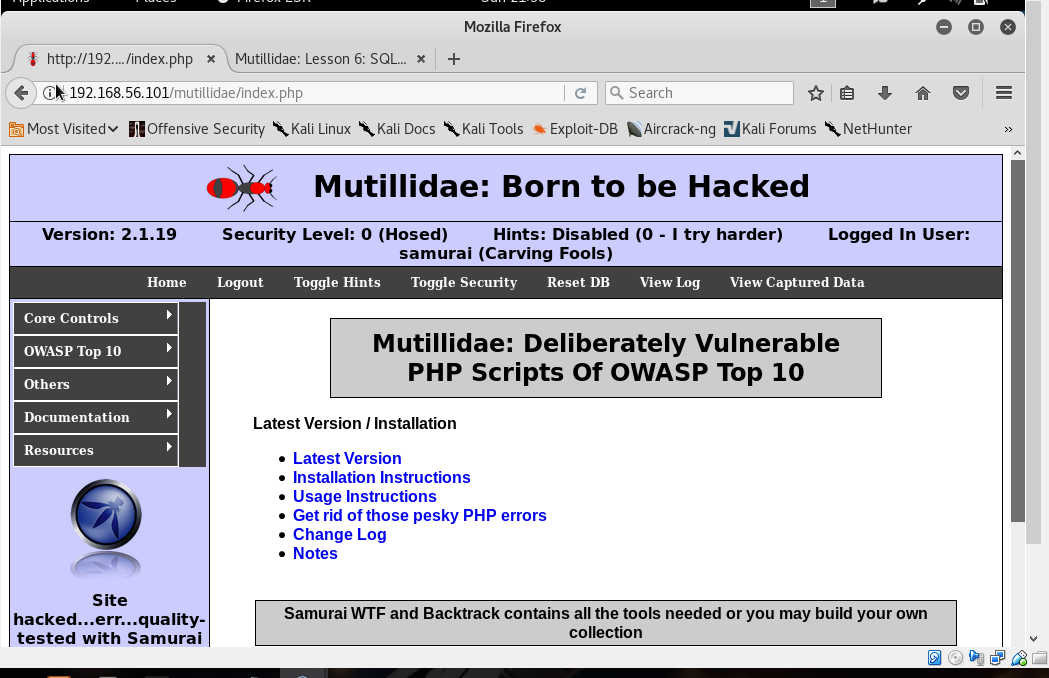 Mozilla Firefox
http://192..../index.php
Mutillidae: Lesson 6: SQL...
192.168.56.101/mutillidae/index.php
Search
Most Visited Offensive Security Kali Linux Kali Docs Kali Tools Exploit-DB Aircrack-ng Kali Forums NetHunter »
Mutillidae: Born to be Hacked
Version: 2.1.19 Security Level: 0 (Hosed) Hints: Disabled (0 - I try harder) Logged In User:
samurai (Carving Fools)
Home Logout Toggle Hints Toggle Security Reset DB View Log View Captured Data
Core Controls
OWASP Top 10
Others
Documentation
Resources
Site
hacked...err...quality-
tested with Samurai
Mutillidae: Deliberately Vulnerable
PHP Scripts Of OWASP Top 10
Latest Version / Installation
Latest Version
Installation Instructions
Usage Instructions
Get rid of those pesky PHP errors
Change Log
Notes
Samurai WTF and Backtrack contains all the tools needed or you may build your own
collection